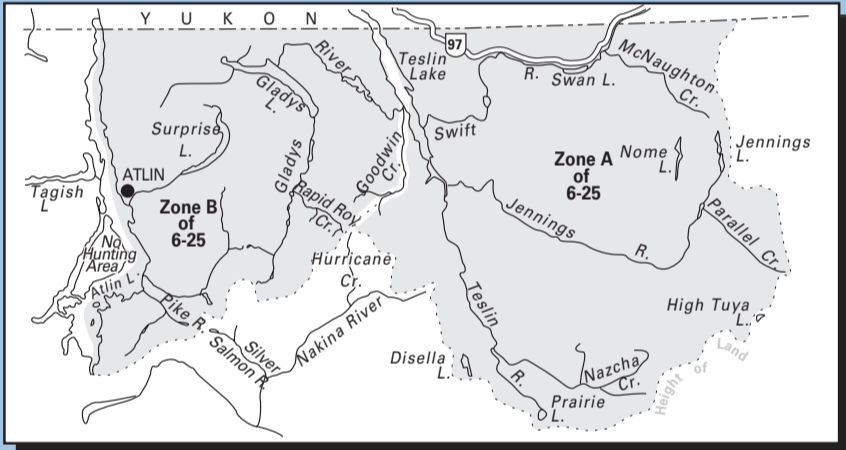 YUKON
97
Teslin
Lake
River
McNaughton
Cr.
R.
Swan L.
Gladys
L.
Surprise
L.
Swift
Goodwin
Cr.
Jennings
L.
Nome
L.
Zone A
of
6-25
ATLIN
Tagish
L
Gladys
Rapid Roy
Cr.
Zone B
of
6-25
Jennings
R.
Parallel Cr.
No
Hunting
Area
Hurricane
Cr.
Atlin L.
Pike R.
Teslin
R.
High Tuya
L.
Nakina River
Silver
Salmon R.
Disella
L.
Nazcha
Cr.
Prairie
L.
Height of Land